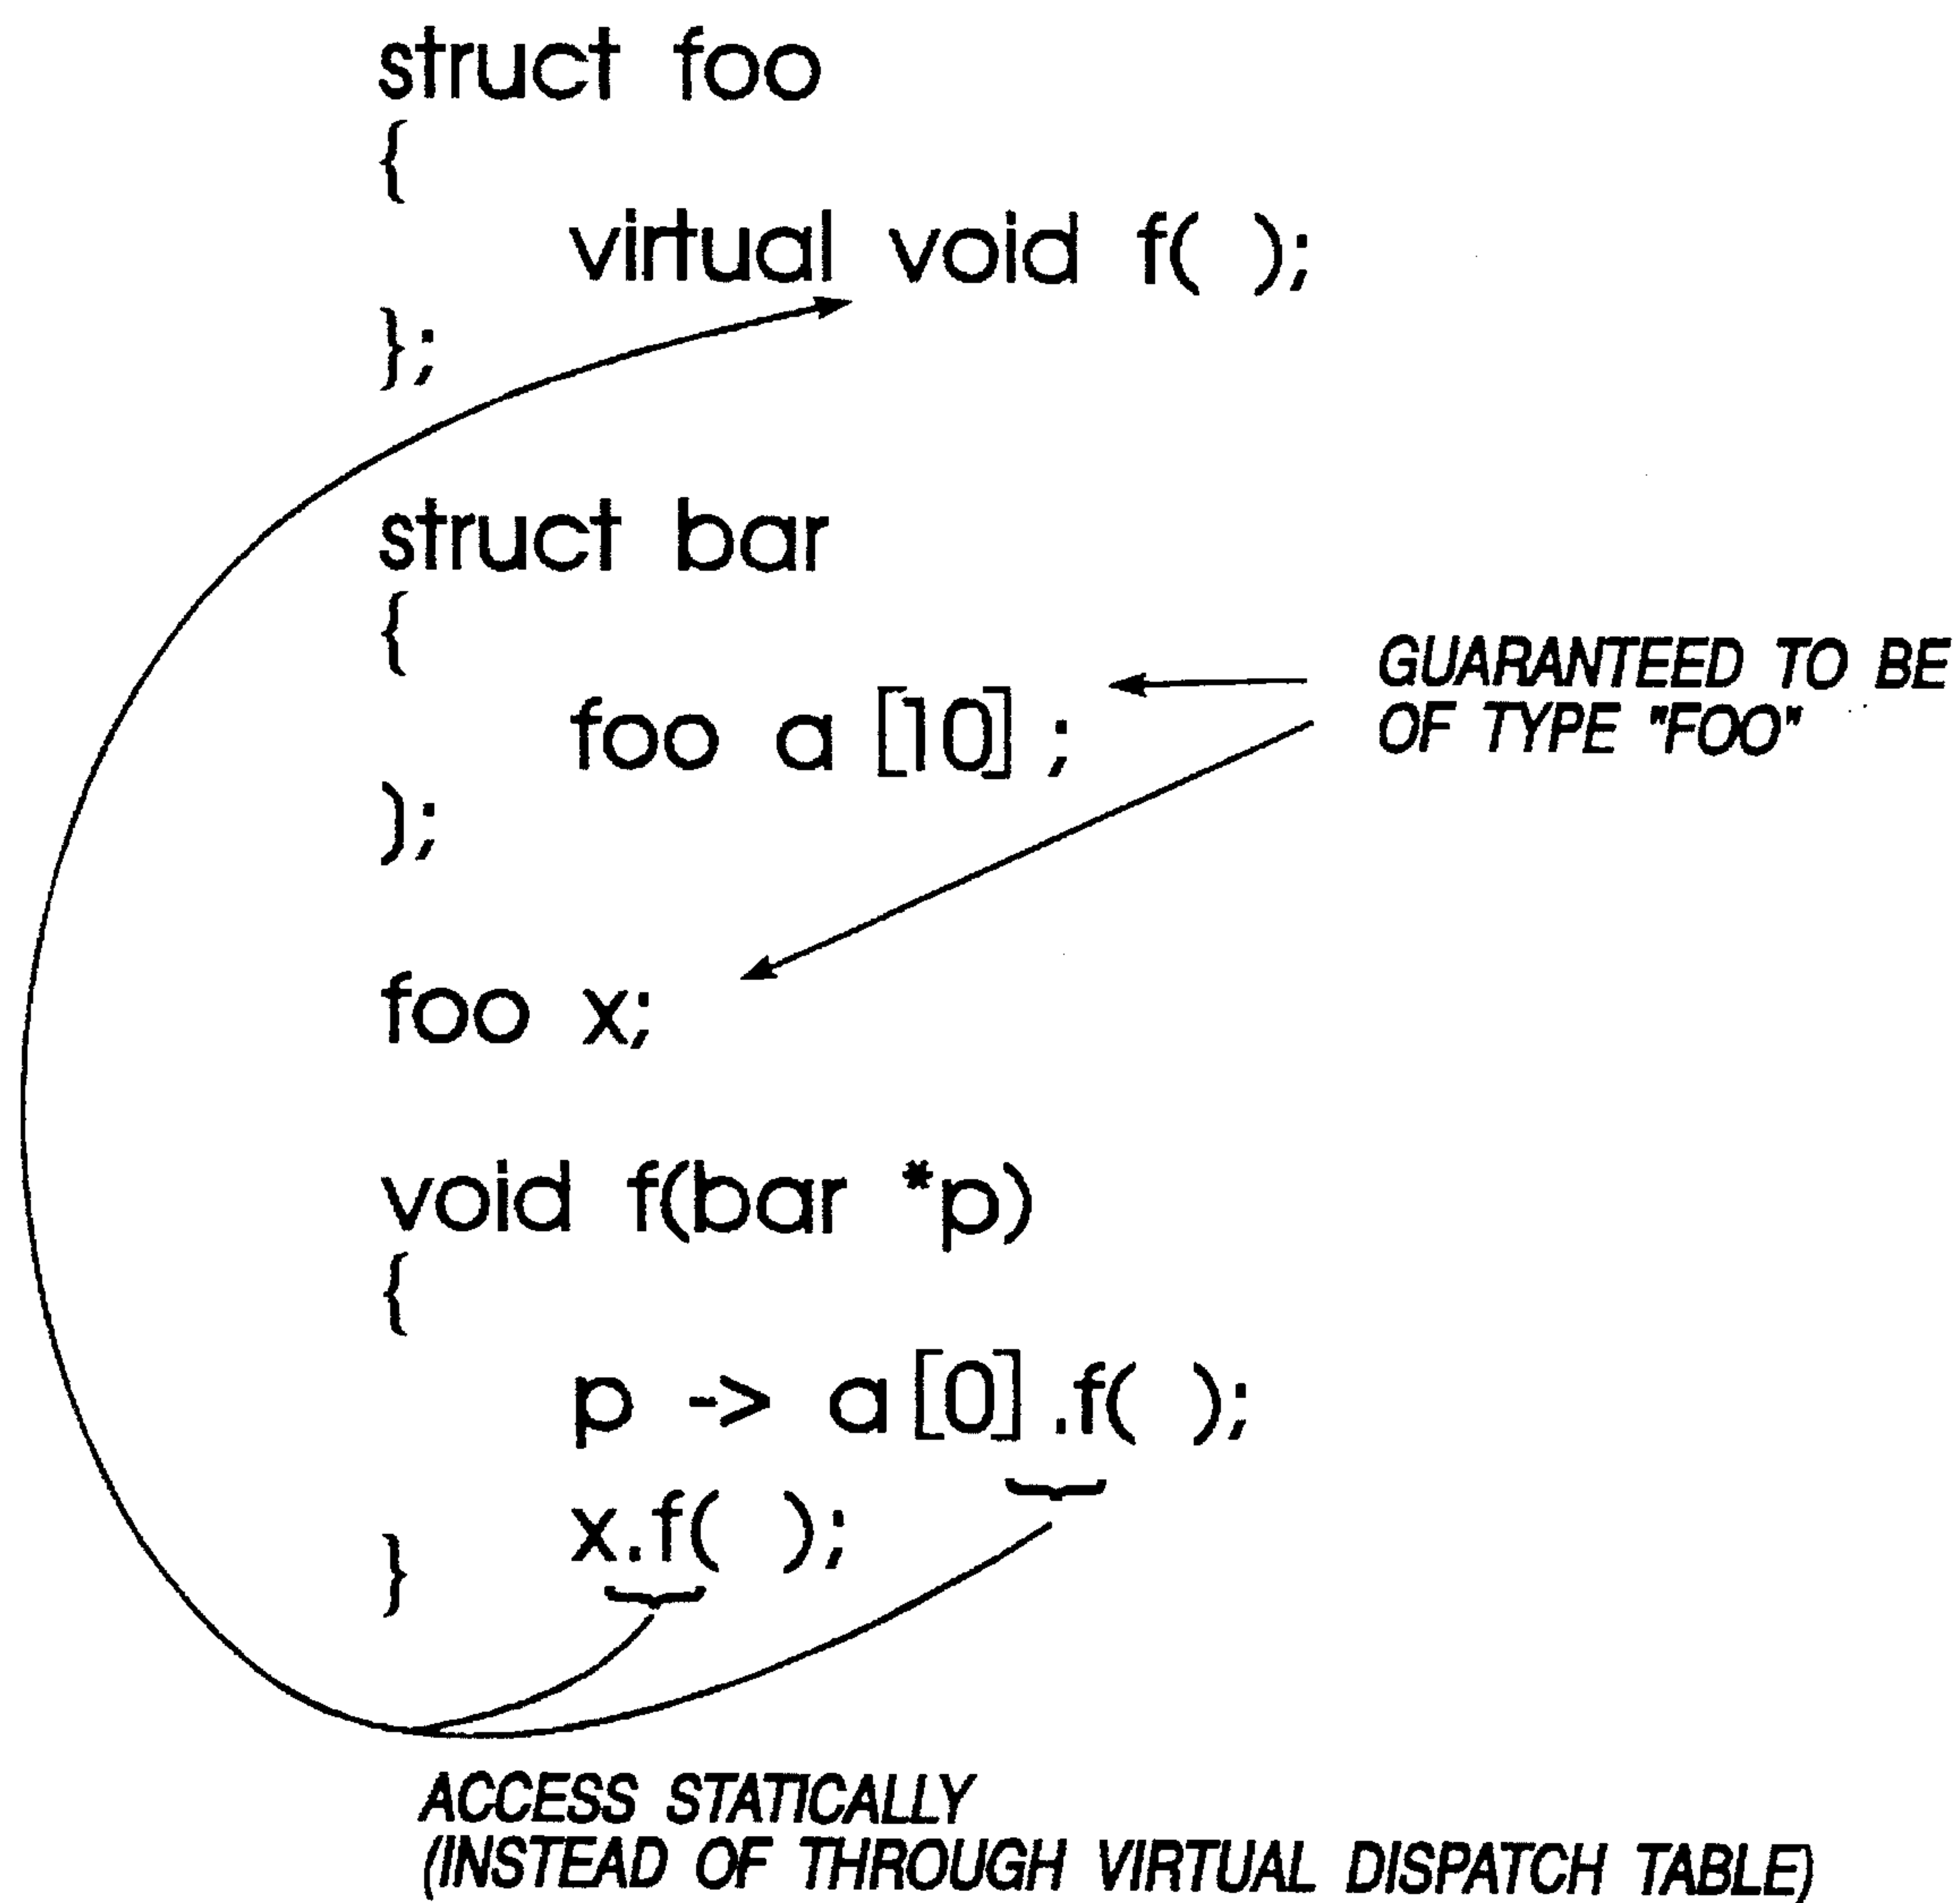 struct foo
{
virtual void f( );
};
struct bar
{
foo a [10] ;
);
GUARANTEED TO BE
OF TYPE "FOO"
foo x;
void f(bar *p)
{
p -> a[0] .f( );
x.f( );
}
ACCESS STATICALLY
(INSTEAD OF THROUGH VIRTUAL DISPATCH TABLE)